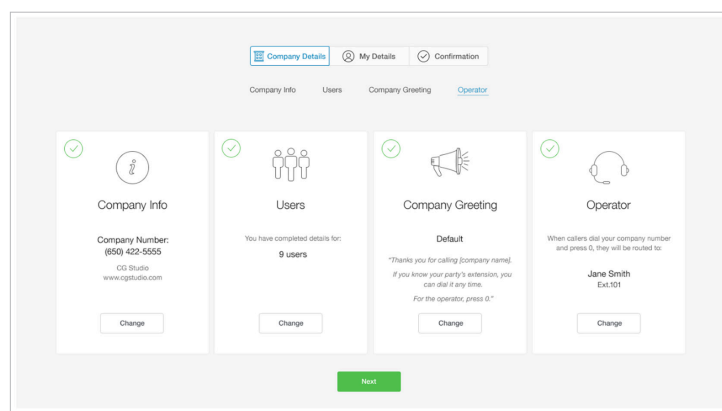 Company Details
My Details
Confirmation
Company Info
Users
Company Greeting
Operator
i
Company Info
Company Number:
(650) 422-5555
CG Studio
www.cgstudio.com
Change
Users
You have completed details for:
9 users
Change
Company Greeting
Default
"Thanks you for calling [company name].
If you know your party's extension, you
can dial it any time.
For the operator, press 0."
Change
Operator
When callers dial your company number
and press 0, they will be routed to:
Jane Smith
Ext.101
Change
Next